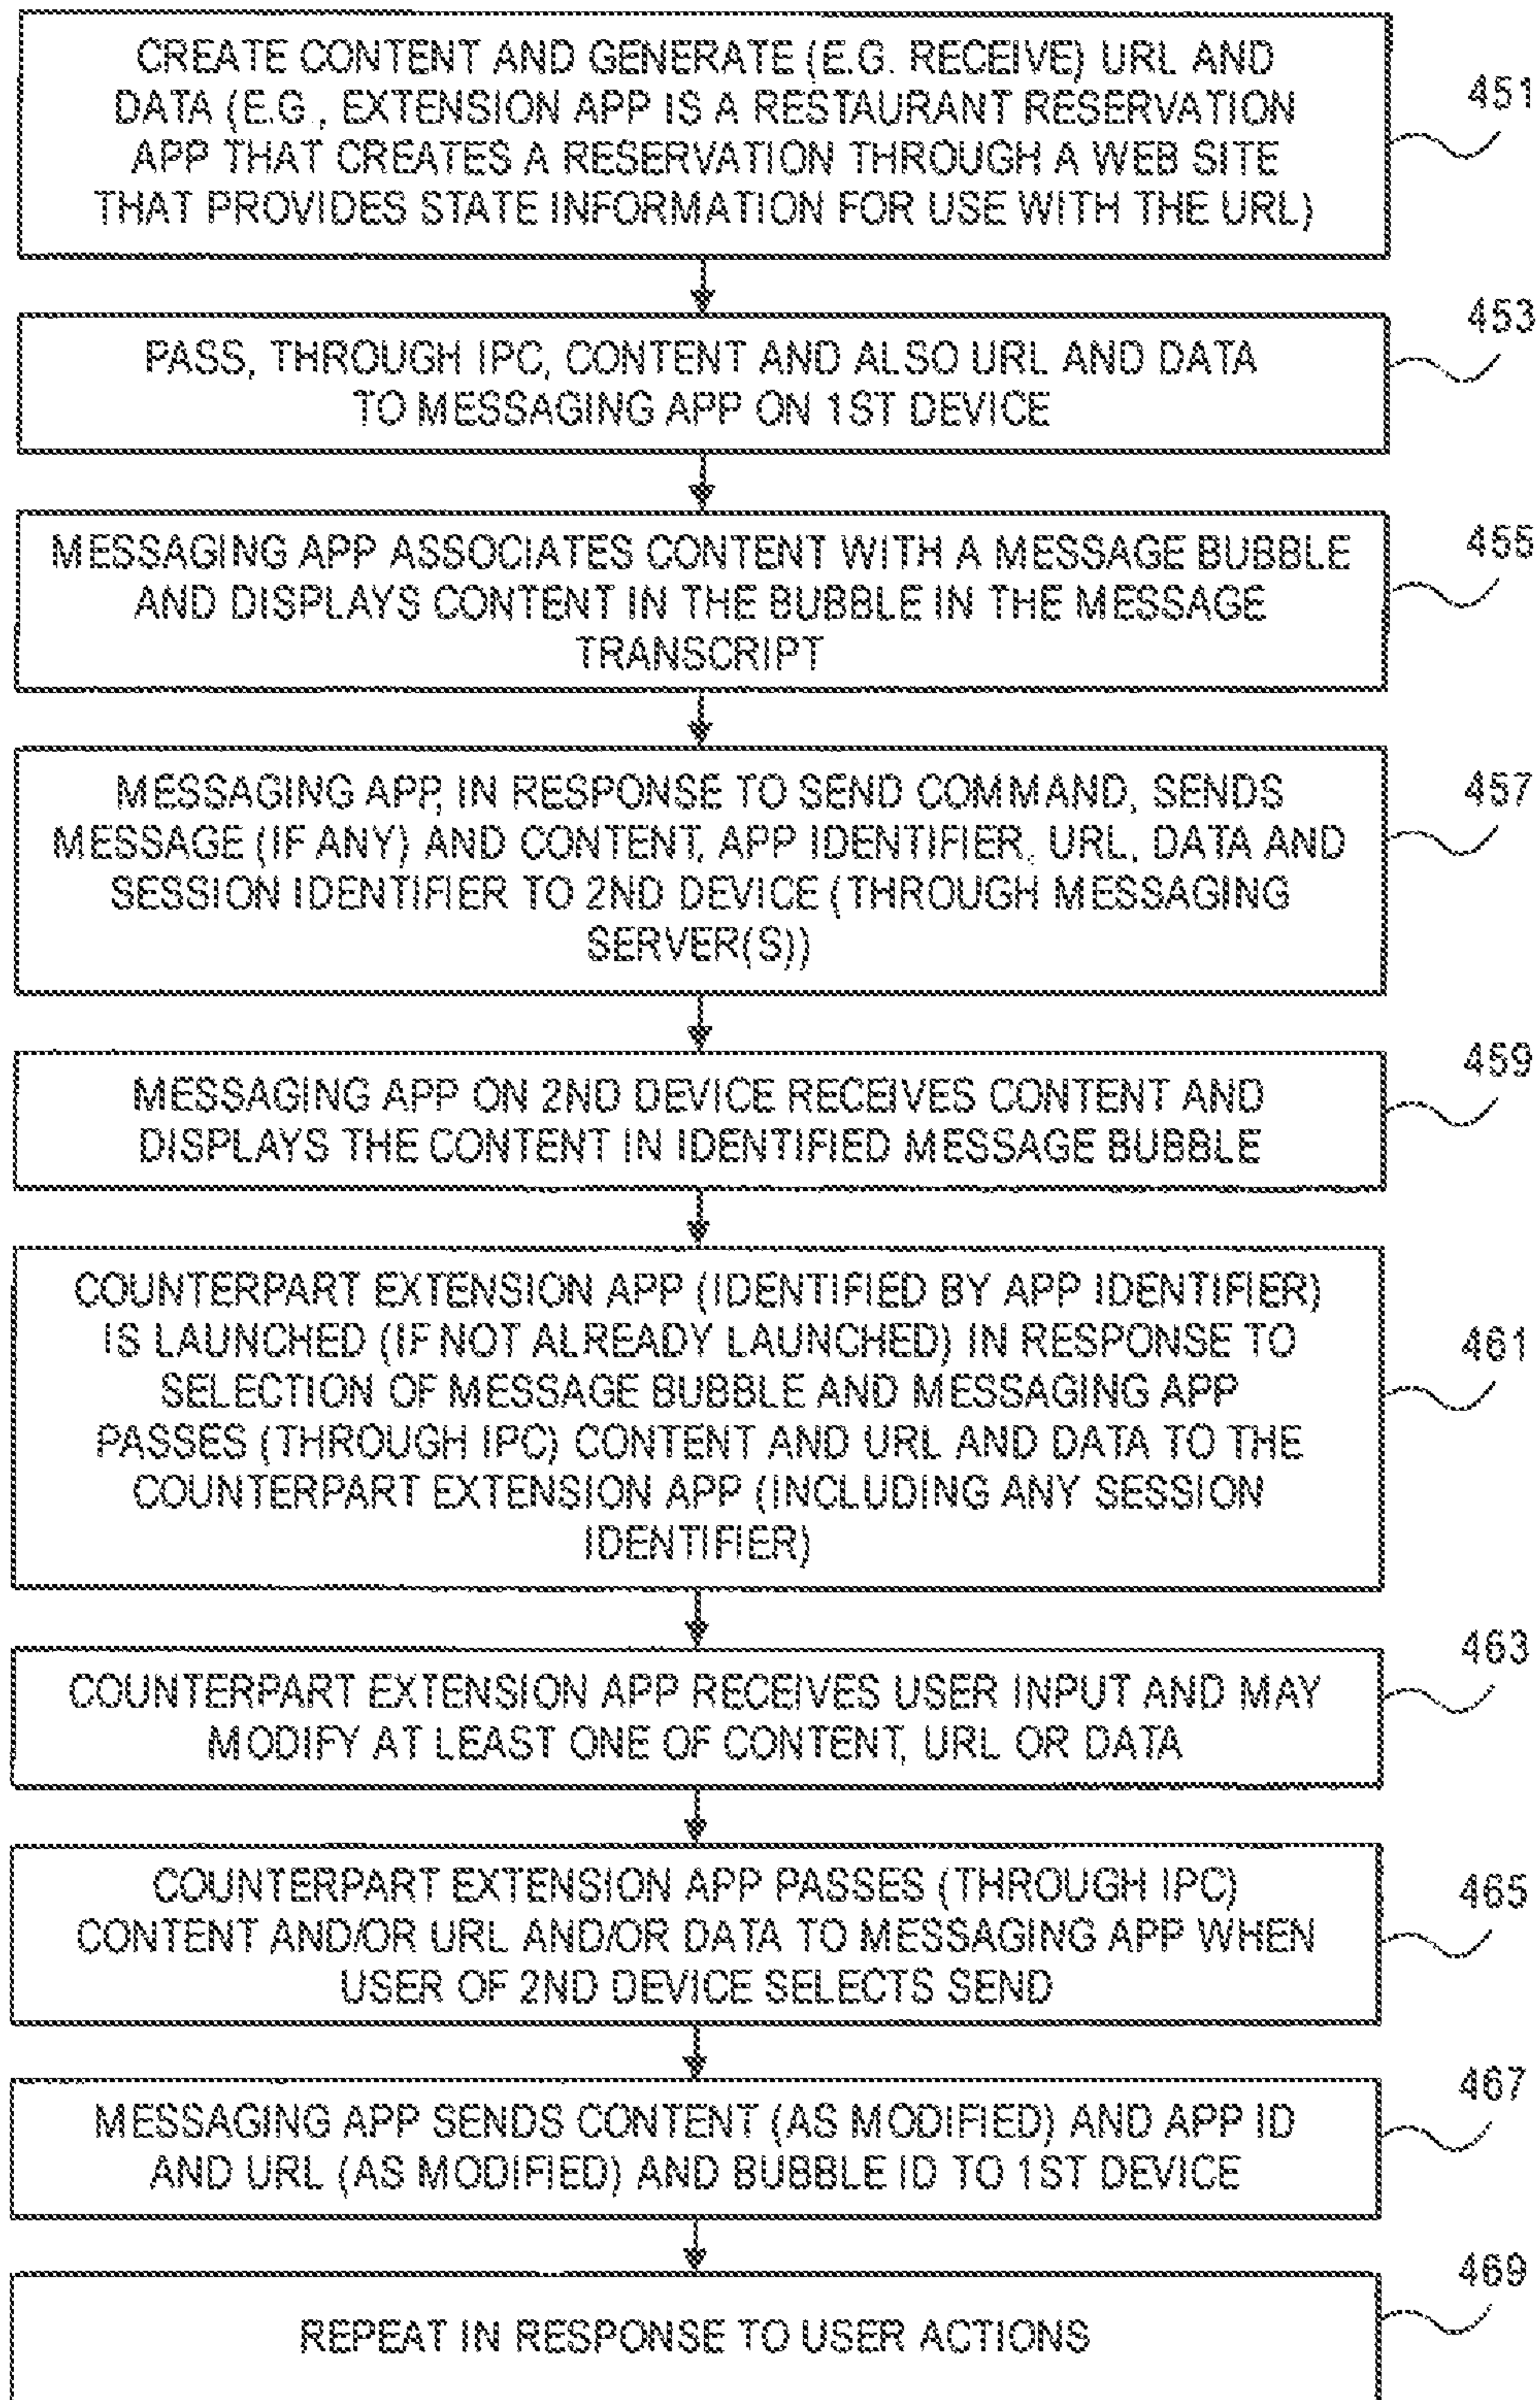 CREATE CONTENT AND GENERATE (E.G. RECEIVE) URL AND
DATA (E.G., EXTENSION APP IS A RESTAURANT RESERVATION
APP THAT CREATES A RESERVATION THROUGH A WEB SITE
THAT PROVIDES STATE INFORMATION FOR USE WITH THE URL)
451
PASS, THROUGH IPC, CONTENT AND ALSO URL AND DATA
TO MESSAGING APP ON 1ST DEVICE
453
MESSAGING APP ASSOCIATES CONTENT WITH A MESSAGE BUBBLE
AND DISPLAYS CONTENT IN THE BUBBLE IN THE MESSAGE
TRANSCRIPT
455
MESSAGING APP, IN RESPONSE TO SEND COMMAND, SENDS
MESSAGE (IF ANY) AND CONTENT, APP IDENTIFIER, URL, DATA AND
SESSION IDENTIFIER TO 2ND DEVICE (THROUGH MESSAGING
SERVER(S))
457
MESSAGING APP ON 2ND DEVICE RECEIVES CONTENT AND
DISPLAYS THE CONTENT IN IDENTIFIED MESSAGE BUBBLE
459
COUNTERPART EXTENSION APP (IDENTIFIED BY APP IDENTIFIER)
IS LAUNCHED (IF NOT ALREADY LAUNCHED) IN RESPONSE TO
SELECTION OF MESSAGE BUBBLE AND MESSAGING APP
PASSES (THROUGH IPC) CONTENT AND URL AND DATA TO THE
COUNTERPART EXTENSION APP (INCLUDING ANY SESSION
IDENTIFIER)
461
COUNTERPART EXTENSION APP RECEIVES USER INPUT AND MAY
MODIFY AT LEAST ONE OF CONTENT, URL OR DATA
463
COUNTERPART EXTENSION APP PASSES (THROUGH IPC)
CONTENT AND/OR URL AND/OR DATA TO MESSAGING APP WHEN
USER OF 2ND DEVICE SELECTS SEND
465
MESSAGING APP SENDS CONTENT (AS MODIFIED) AND APP ID
AND URL (AS MODIFIED) AND BUBBLE ID TO 1ST DEVICE
467
REPEAT IN RESPONSE TO USER ACTIONS
469